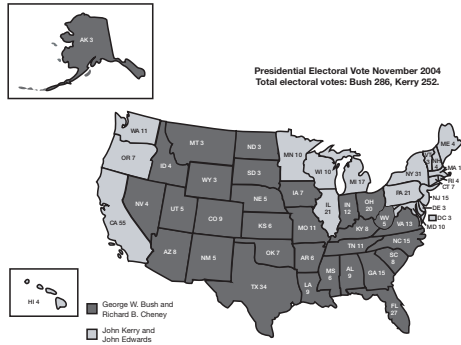 AK 3
Presidential Electoral Vote November 2004
Total electoral votes: Bush 286, Kerry 252.
WA 11
OR 7
CA 55
ID 4
NV 4
MT 3
WY 3
UT 5
AZ 8
CO 9
NM 5
ND 3
SD 3
NE 5
KS 6
OK 7
TX 34
MN 10
IA 7
MO 11
AR 6
LA 9
WI 10
IL 21
MI 17
IN 12
OH 20
KY 8
TN 11
MS 6
AL 9
GA 15
FL 27
SC 8
NC 15
VA 13
WV 5
PA 21
NY 31
VT 3
NH 4
ME 4
MA 1
RI 4
CT 7
NJ 15
DE 3
DC 3
MD 10
HI 4
George W. Bush and
Richard B. Cheney
John Kerry and
John Edwards